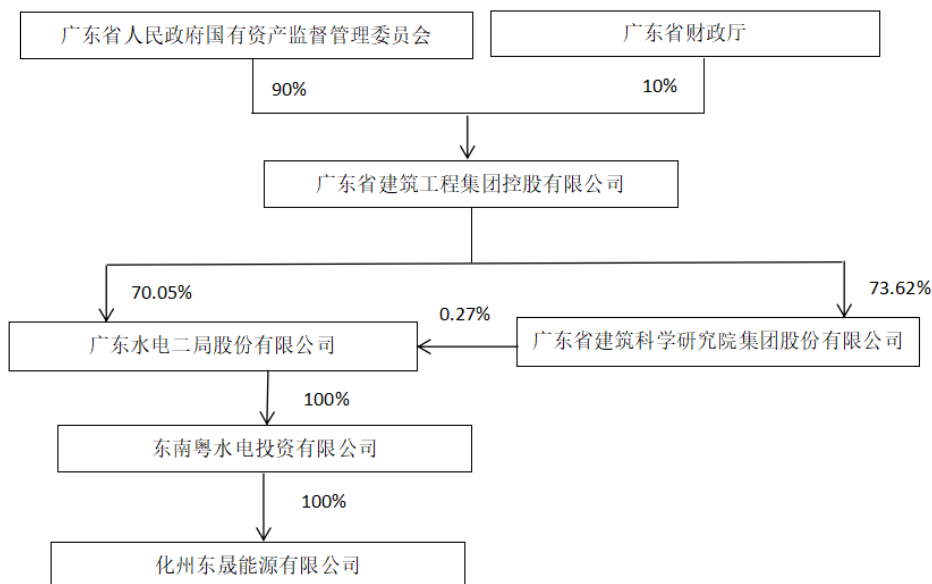 广东省人民政府国有资产监督管理委员会
广东省财政厅
90%
10%
广东省建筑工程集团控股有限公司
70.05%
73.62%
0.27%
广东水电二局股份有限公司
广东省建筑科学研究院集团股份有限公司
100%
东南粤水电投资有限公司
100%
化州东晟能源有限公司